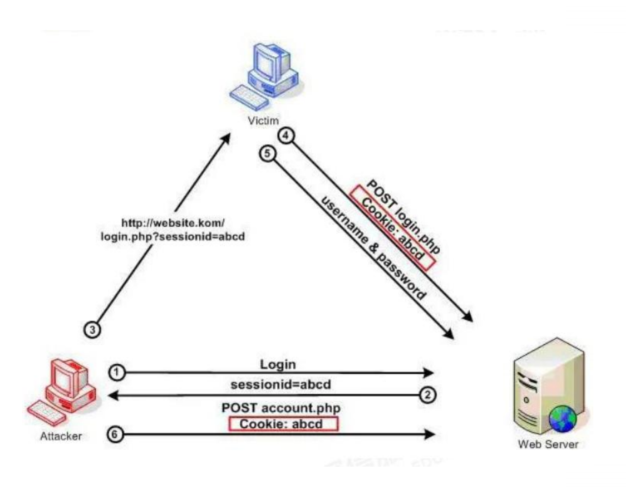 Victim
4
5
POST login.php
Cookie: abcd
username & password
http://website.kom/
login.php?sessionid=abcd
3
1
Login
sessionid=abcd
2
POST account.php
Cookie: abcd
6
Attacker
Web Server